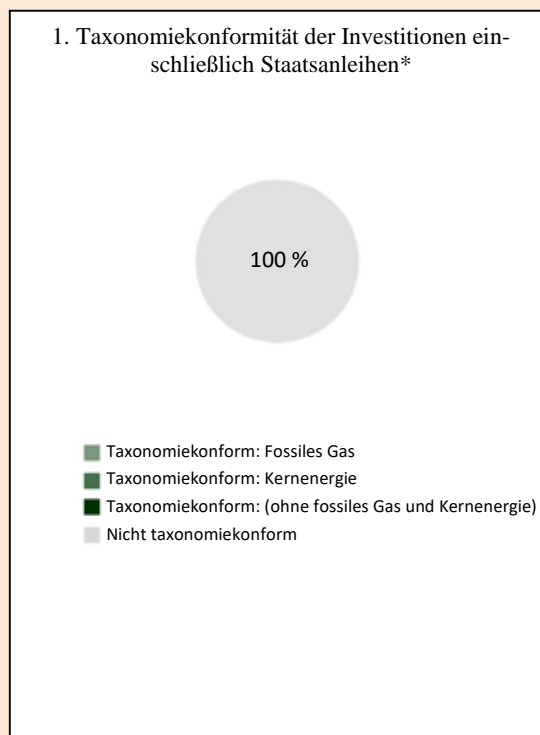 1. Taxonomiekonformität der Investitionen ein-
schließlich Staatsanleihen*
100 %
Taxonomiekonform: Fossiles Gas
Taxonomiekonform: Kernenergie
Taxonomiekonform: (ohne fossiles Gas und Kernenergie)
Nicht taxonomiekonform